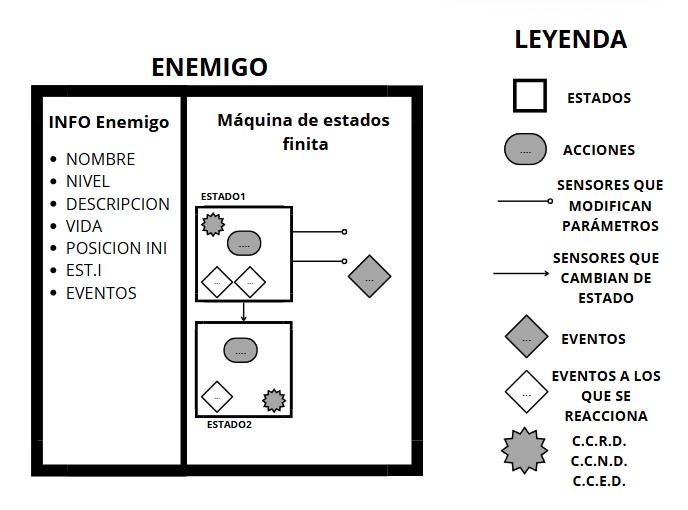 ENEMIGO
INFO Enemigo
• NOMBRE
• NIVEL
• DESCRIPCION
• VIDA
• POSICION INI
• EST.I
• EVENTOS
Máquina de estados
finita
ESTADO1
....
...
...
...
....
...
ESTADO2
LEYENDA
ESTADOS
....
ACCIONES
SENSORES QUE
MODIFICAN
PARÁMETROS
SENSORES QUE
CAMBIAN DE
ESTADO
...
EVENTOS
...
EVENTOS A LOS
QUE SE
REACCIONA
C.C.R.D.
C.C.N.D.
C.C.E.D.